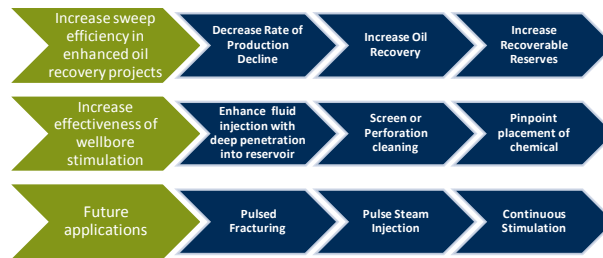 Increase sweep
efficiency in
enhanced oil
recovery projects
Decrease Rate of
Production
Decline
Increase Oil
Recovery
Increase
Recoverable
Reserves
Increase
effectiveness of
wellbore
stimulation
Enhance fluid
injection with
deep penetration
into reservoir
Screen or
Perforation
cleaning
Pinpoint
placement of
chemical
Future
applications
Pulsed
Fracturing
Pulse Steam
Injection
Continuous
Stimulation